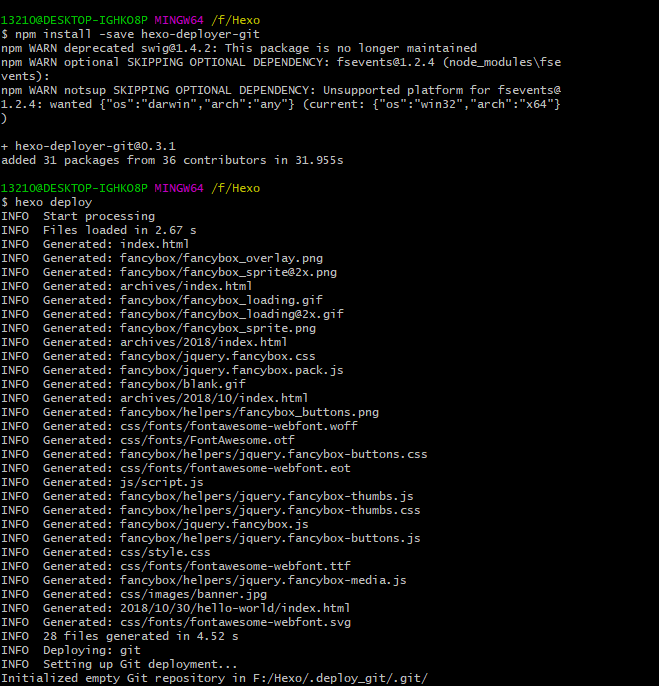 13210@DESKTOP-IGHKO8P MINGW64 /f/Hexo
$ npm install -save hexo-deployer-git
npm WARN deprecated swig@1.4.2: This package is no longer maintained
npm WARN optional SKIPPING OPTIONAL DEPENDENCY: fsevents@1.2.4 (node_modules\fse
vents):
npm WARN notsup SKIPPING OPTIONAL DEPENDENCY: Unsupported platform for fsevents@
1.2.4: wanted {"os":"darwin","arch":"any"} (current: {"os":"win32","arch":"x64"}
)
+ hexo-deployer-git@0.3.1
added 31 packages from 36 contributors in 31.955s
13210@DESKTOP-IGHKO8P MINGW64 /f/Hexo
$ hexo deploy
INFO  Start processing
INFO  Files loaded in 2.67 s
INFO  Generated: index.html
INFO  Generated: fancybox/fancybox_overlay.png
INFO  Generated: fancybox/fancybox_sprite@2x.png
INFO  Generated: archives/index.html
INFO  Generated: fancybox/fancybox_loading.gif
INFO  Generated: fancybox/fancybox_loading@2x.gif
INFO  Generated: fancybox/fancybox_sprite.png
INFO  Generated: archives/2018/index.html
INFO  Generated: fancybox/jquery.fancybox.css
INFO  Generated: fancybox/jquery.fancybox.pack.js
INFO  Generated: fancybox/blank.gif
INFO  Generated: archives/2018/10/index.html
INFO  Generated: fancybox/helpers/fancybox_buttons.png
INFO  Generated: css/fonts/fontawesome-webfont.woff
INFO  Generated: css/fonts/FontAwesome.otf
INFO  Generated: fancybox/helpers/jquery.fancybox-buttons.css
INFO  Generated: css/fonts/fontawesome-webfont.eot
INFO  Generated: js/script.js
INFO  Generated: fancybox/helpers/jquery.fancybox-thumbs.js
INFO  Generated: fancybox/helpers/jquery.fancybox-thumbs.css
INFO  Generated: fancybox/jquery.fancybox.js
INFO  Generated: fancybox/helpers/jquery.fancybox-buttons.js
INFO  Generated: css/style.css
INFO  Generated: css/fonts/fontawesome-webfont.ttf
INFO  Generated: fancybox/helpers/jquery.fancybox-media.js
INFO  Generated: css/images/banner.jpg
INFO  Generated: 2018/10/30/hello-world/index.html
INFO  Generated: css/fonts/fontawesome-webfont.svg
INFO  28 files generated in 4.52 s
INFO  Deploying: git
INFO  Setting up Git deployment...
Initialized empty Git repository in F:/Hexo/.deploy_git/.git/